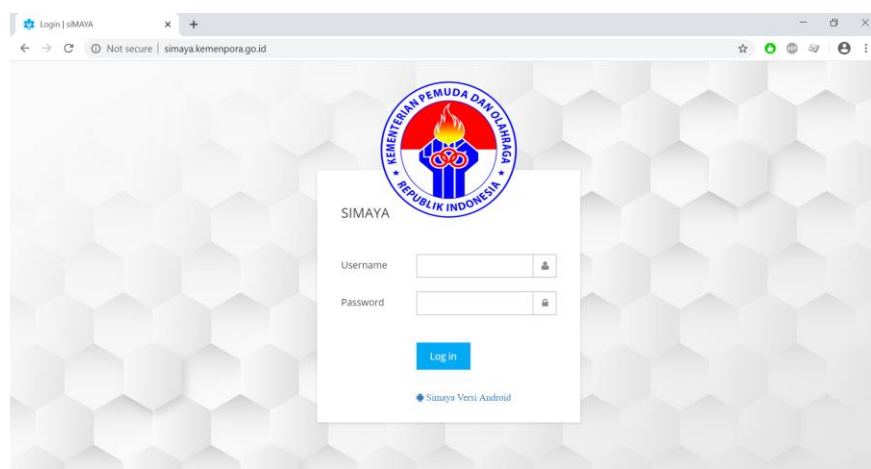 Login | siMAYA
Not secure | simaya.kemenpora.go.id
KEMENTERIAN PEMUDA DAN OLAHRAGA
REPUBLIK INDONESIA
SIMAYA
Username
Password
Log in
Simaya Versi Android